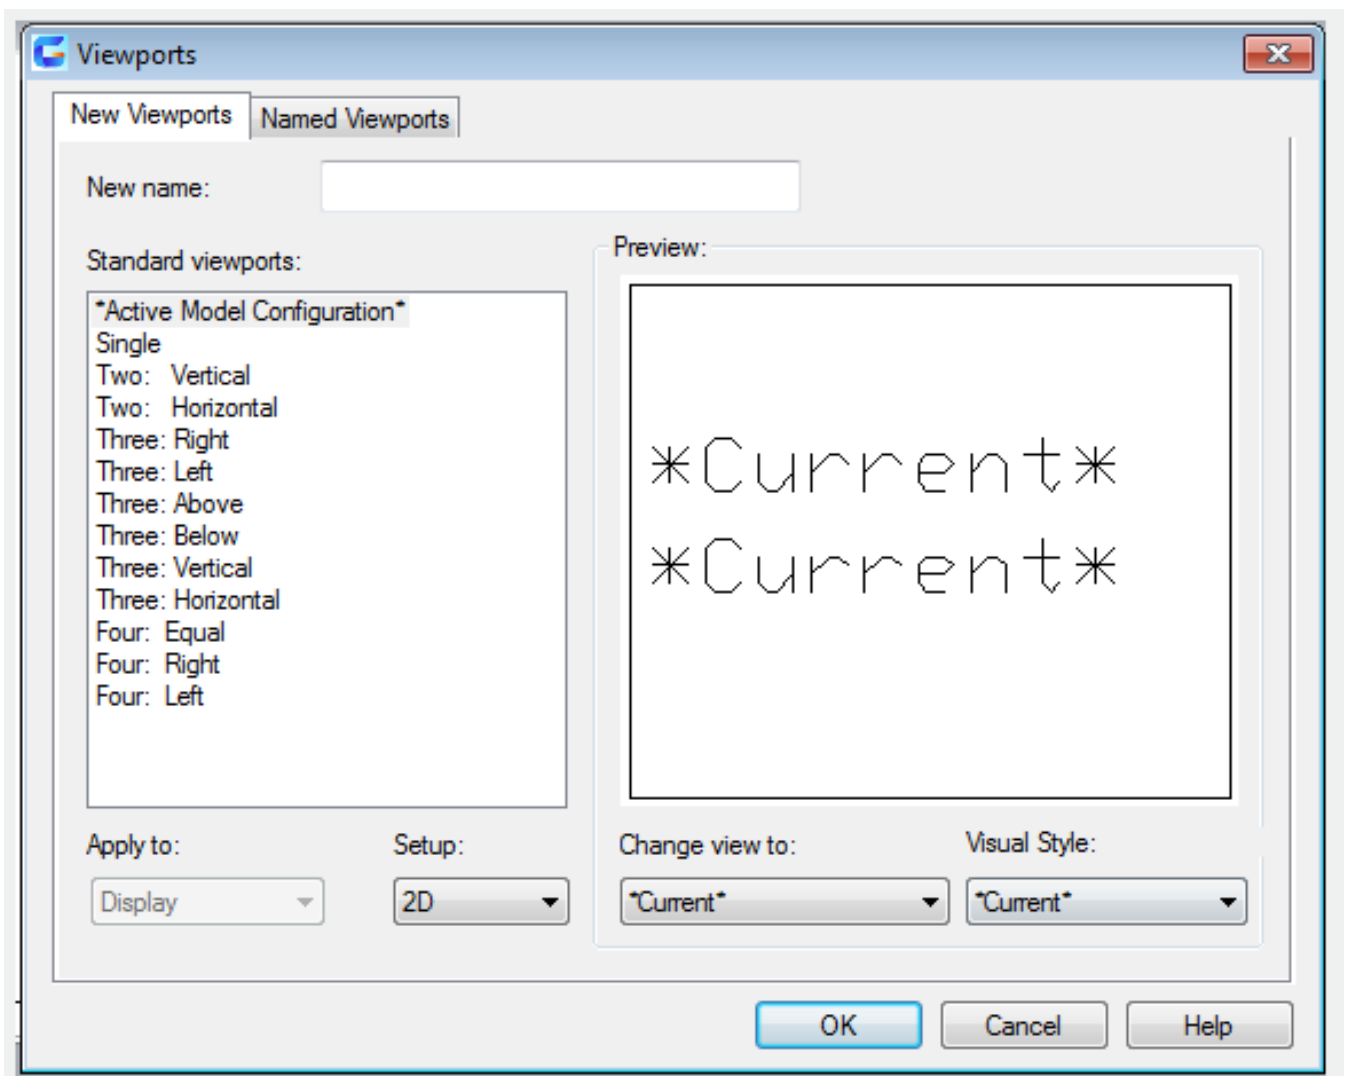 Viewports
New Viewports Named Viewports
New name:
Standard viewports:
*Active Model Configuration*
Single
Two: Vertical
Two: Horizontal
Three: Right
Three: Left
Three: Above
Three: Below
Three: Vertical
Three: Horizontal
Four: Equal
Four: Right
Four: Left
Preview:
*Current*
*Current*
Apply to: Setup: Change view to: Visual Style:
Display 2D *Current* *Current*
OK Cancel Help